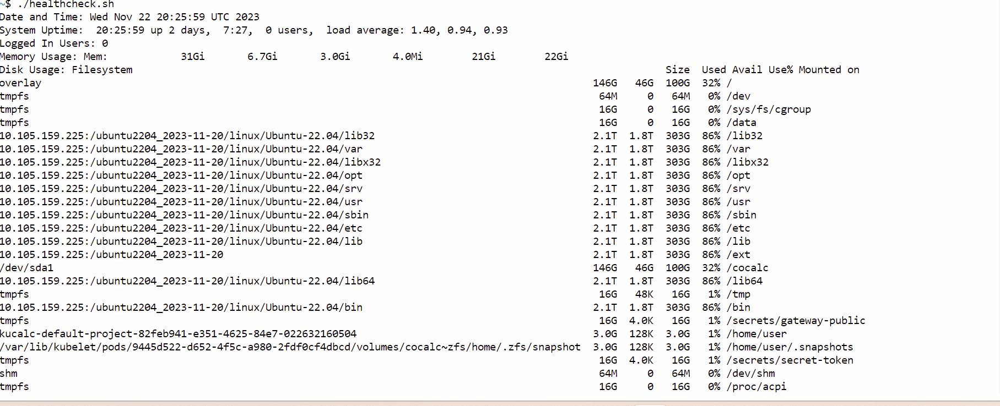 ~$ ./healthcheck.sh
Date and Time: Wed Nov 22 20:25:59 UTC 2023
System Uptime:  20:25:59 up 2 days,  7:27,  0 users,  load average: 1.40, 0.94, 0.93
Logged In Users: 0
Memory Usage: Mem:            31Gi       6.7Gi       3.0Gi       4.0Mi        21Gi        22Gi
Disk Usage: Filesystem                                                                                        Size  Used Avail Use% Mounted on
overlay                                                                                           146G   46G  100G  32% /
tmpfs                                                                                              64M     0   64M   0% /dev
tmpfs                                                                                              16G     0   16G   0% /sys/fs/cgroup
tmpfs                                                                                              16G     0   16G   0% /data
10.105.159.225:/ubuntu2204_2023-11-20/linux/Ubuntu-22.04/lib32                                    2.1T  1.8T  303G  86% /lib32
10.105.159.225:/ubuntu2204_2023-11-20/linux/Ubuntu-22.04/var                                      2.1T  1.8T  303G  86% /var
10.105.159.225:/ubuntu2204_2023-11-20/linux/Ubuntu-22.04/libx32                                   2.1T  1.8T  303G  86% /libx32
10.105.159.225:/ubuntu2204_2023-11-20/linux/Ubuntu-22.04/opt                                      2.1T  1.8T  303G  86% /opt
10.105.159.225:/ubuntu2204_2023-11-20/linux/Ubuntu-22.04/srv                                      2.1T  1.8T  303G  86% /srv
10.105.159.225:/ubuntu2204_2023-11-20/linux/Ubuntu-22.04/usr                                      2.1T  1.8T  303G  86% /usr
10.105.159.225:/ubuntu2204_2023-11-20/linux/Ubuntu-22.04/sbin                                     2.1T  1.8T  303G  86% /sbin
10.105.159.225:/ubuntu2204_2023-11-20/linux/Ubuntu-22.04/etc                                      2.1T  1.8T  303G  86% /etc
10.105.159.225:/ubuntu2204_2023-11-20/linux/Ubuntu-22.04/lib                                      2.1T  1.8T  303G  86% /lib
10.105.159.225:/ubuntu2204_2023-11-20                                                             2.1T  1.8T  303G  86% /ext
/dev/sda1                                                                                         146G   46G  100G  32% /cocalc
10.105.159.225:/ubuntu2204_2023-11-20/linux/Ubuntu-22.04/lib64                                    2.1T  1.8T  303G  86% /lib64
tmpfs                                                                                              16G   48K   16G   1% /tmp
10.105.159.225:/ubuntu2204_2023-11-20/linux/Ubuntu-22.04/bin                                      2.1T  1.8T  303G  86% /bin
tmpfs                                                                                              16G  4.0K   16G   1% /secrets/gateway-public
kucalc-default-project-82feb941-e351-4625-84e7-022632160504                                       3.0G  128K  3.0G   1% /home/user
/var/lib/kubelet/pods/9445d522-d652-4f5c-a980-2fdf0cf4dbcd/volumes/cocalc~zfs/home/.zfs/snapshot  3.0G  128K  3.0G   1% /home/user/.snapshots
tmpfs                                                                                              16G  4.0K   16G   1% /secrets/secret-token
shm                                                                                                64M     0   64M   0% /dev/shm
tmpfs                                                                                              16G     0   16G   0% /proc/acpi